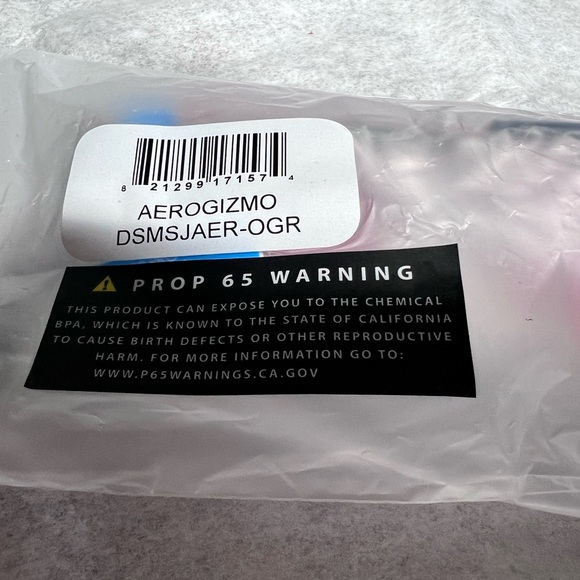 8 21299 17157 4
AEROGIZMO
DSMSJAER-OGR
⚠ PROP 65 WARNING
THIS PRODUCT CAN EXPOSE YOU TO THE CHEMICAL
BPA, WHICH IS KNOWN TO THE STATE OF CALIFORNIA
TO CAUSE BIRTH DEFECTS OR OTHER REPRODUCTIVE
HARM. FOR MORE INFORMATION GO TO:
WWW.P65WARNINGS.CA.GOV